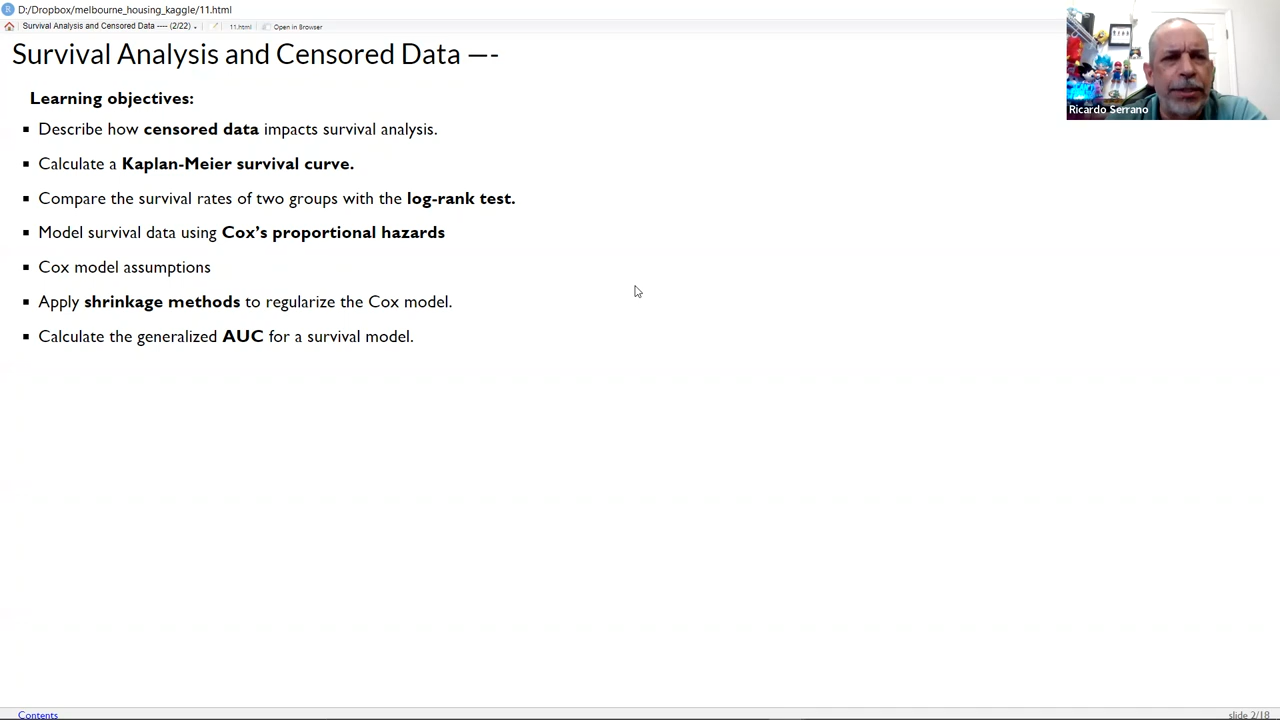 D:/Dropbox/melbourne_housing_kaggle/11.html
Survival Analysis and Censored Data ---- (2/22) 11.html Open in Browser
Survival Analysis and Censored Data —-
Learning objectives:
Describe how censored data impacts survival analysis.
Calculate a Kaplan-Meier survival curve.
Compare the survival rates of two groups with the log-rank test.
Model survival data using Cox’s proportional hazards
Cox model assumptions
Apply shrinkage methods to regularize the Cox model.
Calculate the generalized AUC for a survival model.
Ricardo Serrano
Contents
slide 2/18